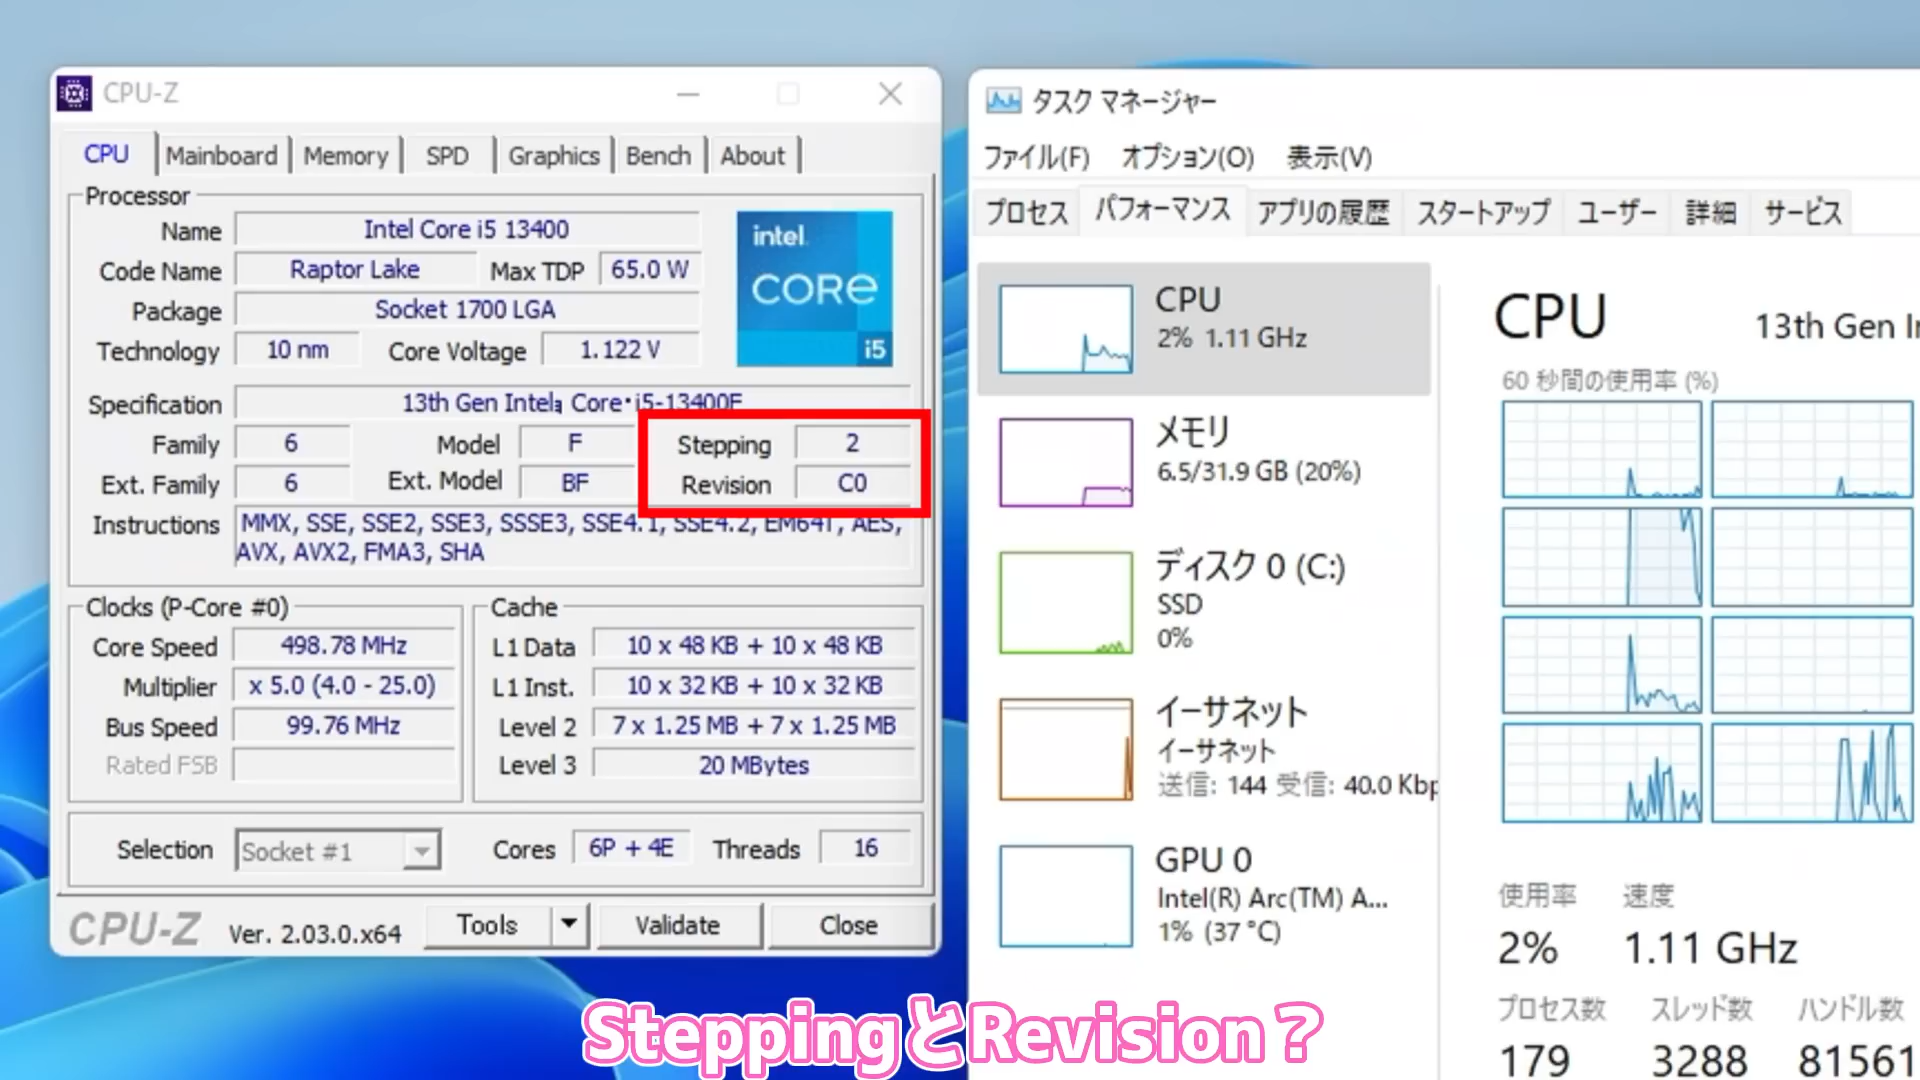 CPU-Z
CPU Mainboard Memory SPD Graphics Bench About
Processor
Name Intel Core i5 13400
Code Name Raptor Lake Max TDP 65.0 W
Package Socket 1700 LGA
Technology 10 nm Core Voltage 1.122 V
intel.
CORe
i5
Specification 13th Gen Intel Core i5-13400F
Family 6 Model F Stepping 2
Ext. Family 6 Ext. Model BF Revision C0
Instructions MMX, SSE, SSE2, SSE3, SSSE3, SSE4.1, SSE4.2, EM64T, AES,
AVX, AVX2, FMA3, SHA
Clocks (P-Core #0)
Core Speed 498.78 MHz
Multiplier x 5.0 (4.0 - 25.0)
Bus Speed 99.76 MHz
Rated FSB
Cache
L1 Data 10 x 48 KB + 10 x 48 KB
L1 Inst. 10 x 32 KB + 10 x 32 KB
Level 2 7 x 1.25 MB + 7 x 1.25 MB
Level 3 20 MBytes
Selection Socket #1 Cores 6P + 4E Threads 16
CPU-Z Ver. 2.03.0.x64 Tools Validate Close
タスク マネージャー
ファイル(F) オプション(O) 表示(V)
プロセス パフォーマンス アプリの履歴 スタートアップ ユーザー 詳細 サービス
CPU
2% 1.11 GHz
メモリ
6.5/31.9 GB (20%)
ディスク 0 (C:)
SSD
0%
イーサネット
イーサネット
送信: 144 受信: 40.0 Kbp
GPU 0
Intel(R) Arc(TM) A...
1% (37 °C)
CPU 13th Gen In
60 秒間の使用率 (%)
使用率 速度
2% 1.11 GHz
プロセス数 スレッド数 ハンドル数
179 3288 81561
SteppingとRevision？